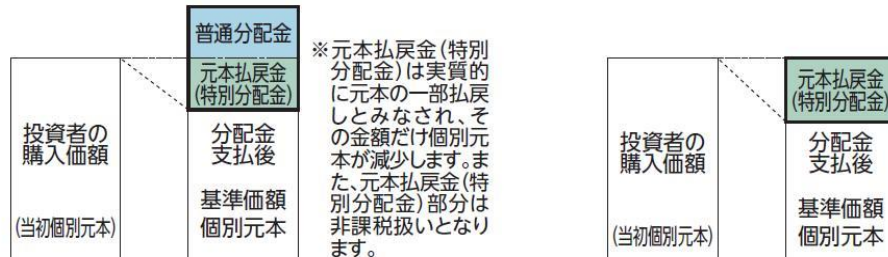 普通分配金
元本払戻金
(特別分配金)
投資者の
購入価額
(当初個別元本)
分配金
支払後
基準価額
個別元本
※元本払戻金(特別
分配金)は実質的
に元本の一部払戻
しとみなされ、そ
の金額だけ個別元
本が減少します。ま
た、元本払戻金(特
別分配金)部分は
非課税扱いとなり
ます。
元本払戻金
(特別分配金)
投資者の
購入価額
(当初個別元本)
分配金
支払後
基準価額
個別元本